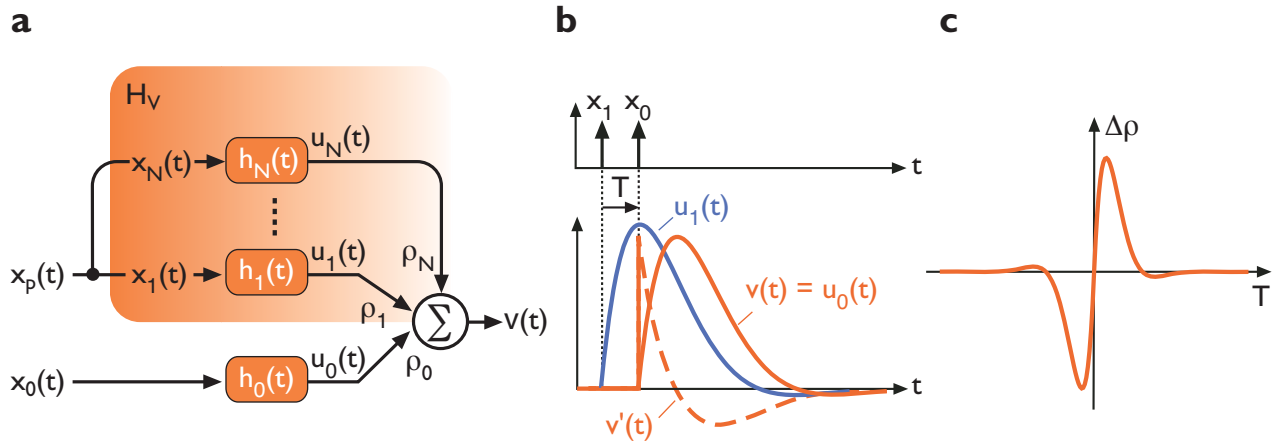 a
H_V
x_N(t)
h_N(t)
u_N(t)
x_P(t)
x_1(t)
h_1(t)
u_1(t)
ρ_N
ρ_1
Σ
v(t)
x_0(t)
h_0(t)
u_0(t)
ρ_0
b
x_1
x_0
t
T
u_1(t)
v(t) = u_0(t)
t
v'(t)
c
Δρ
T